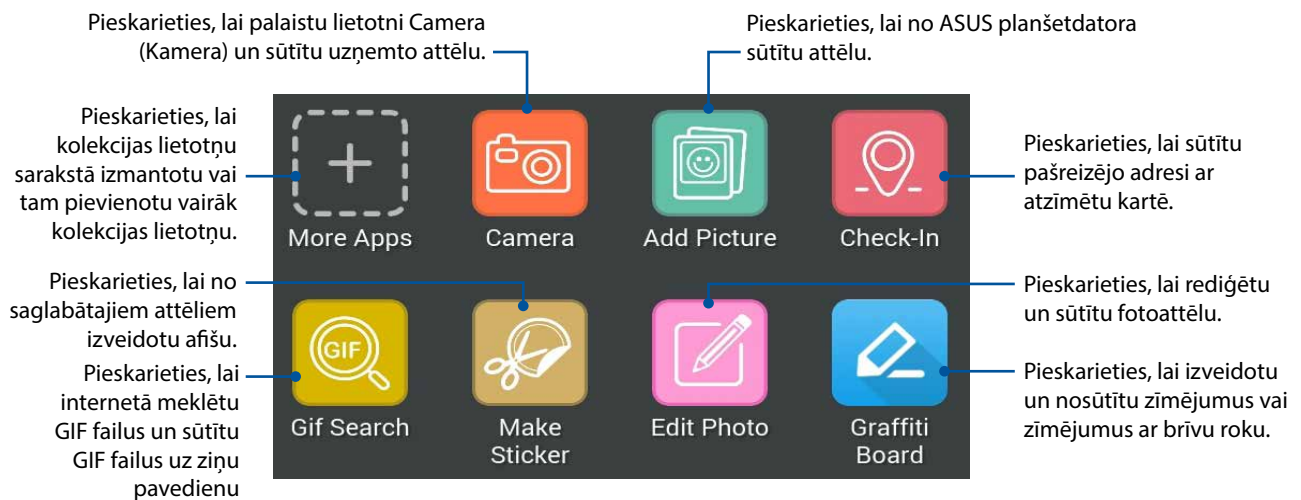 Pieskarieties, lai palaistu lietotni Camera
(Kamera) un sūtītu uzņemto attēlu.
Pieskarieties, lai no ASUS planšetdatora
sūtītu attēlu.
Pieskarieties, lai
kolekcijas lietotņu
sarakstā izmantotu vai
tam pievienotu vairāk
kolekcijas lietotņu.
More Apps
Camera
Add Picture
Check-In
Pieskarieties, lai sūtītu
pašreizējo adresi ar
atzīmētu kartē.
Pieskarieties, lai no
saglabātajiem attēliem
izveidotu afišu.
Pieskarieties, lai
internetā meklētu
GIF failus un sūtītu
GIF failus uz ziņu
pavedienu
GIF
Gif Search
Make
Sticker
Edit Photo
Graffiti
Board
Pieskarieties, lai rediģētu
un sūtītu fotoattēlu.
Pieskarieties, lai izveidotu
un nosūtītu zīmējumus vai
zīmējumus ar brīvu roku.